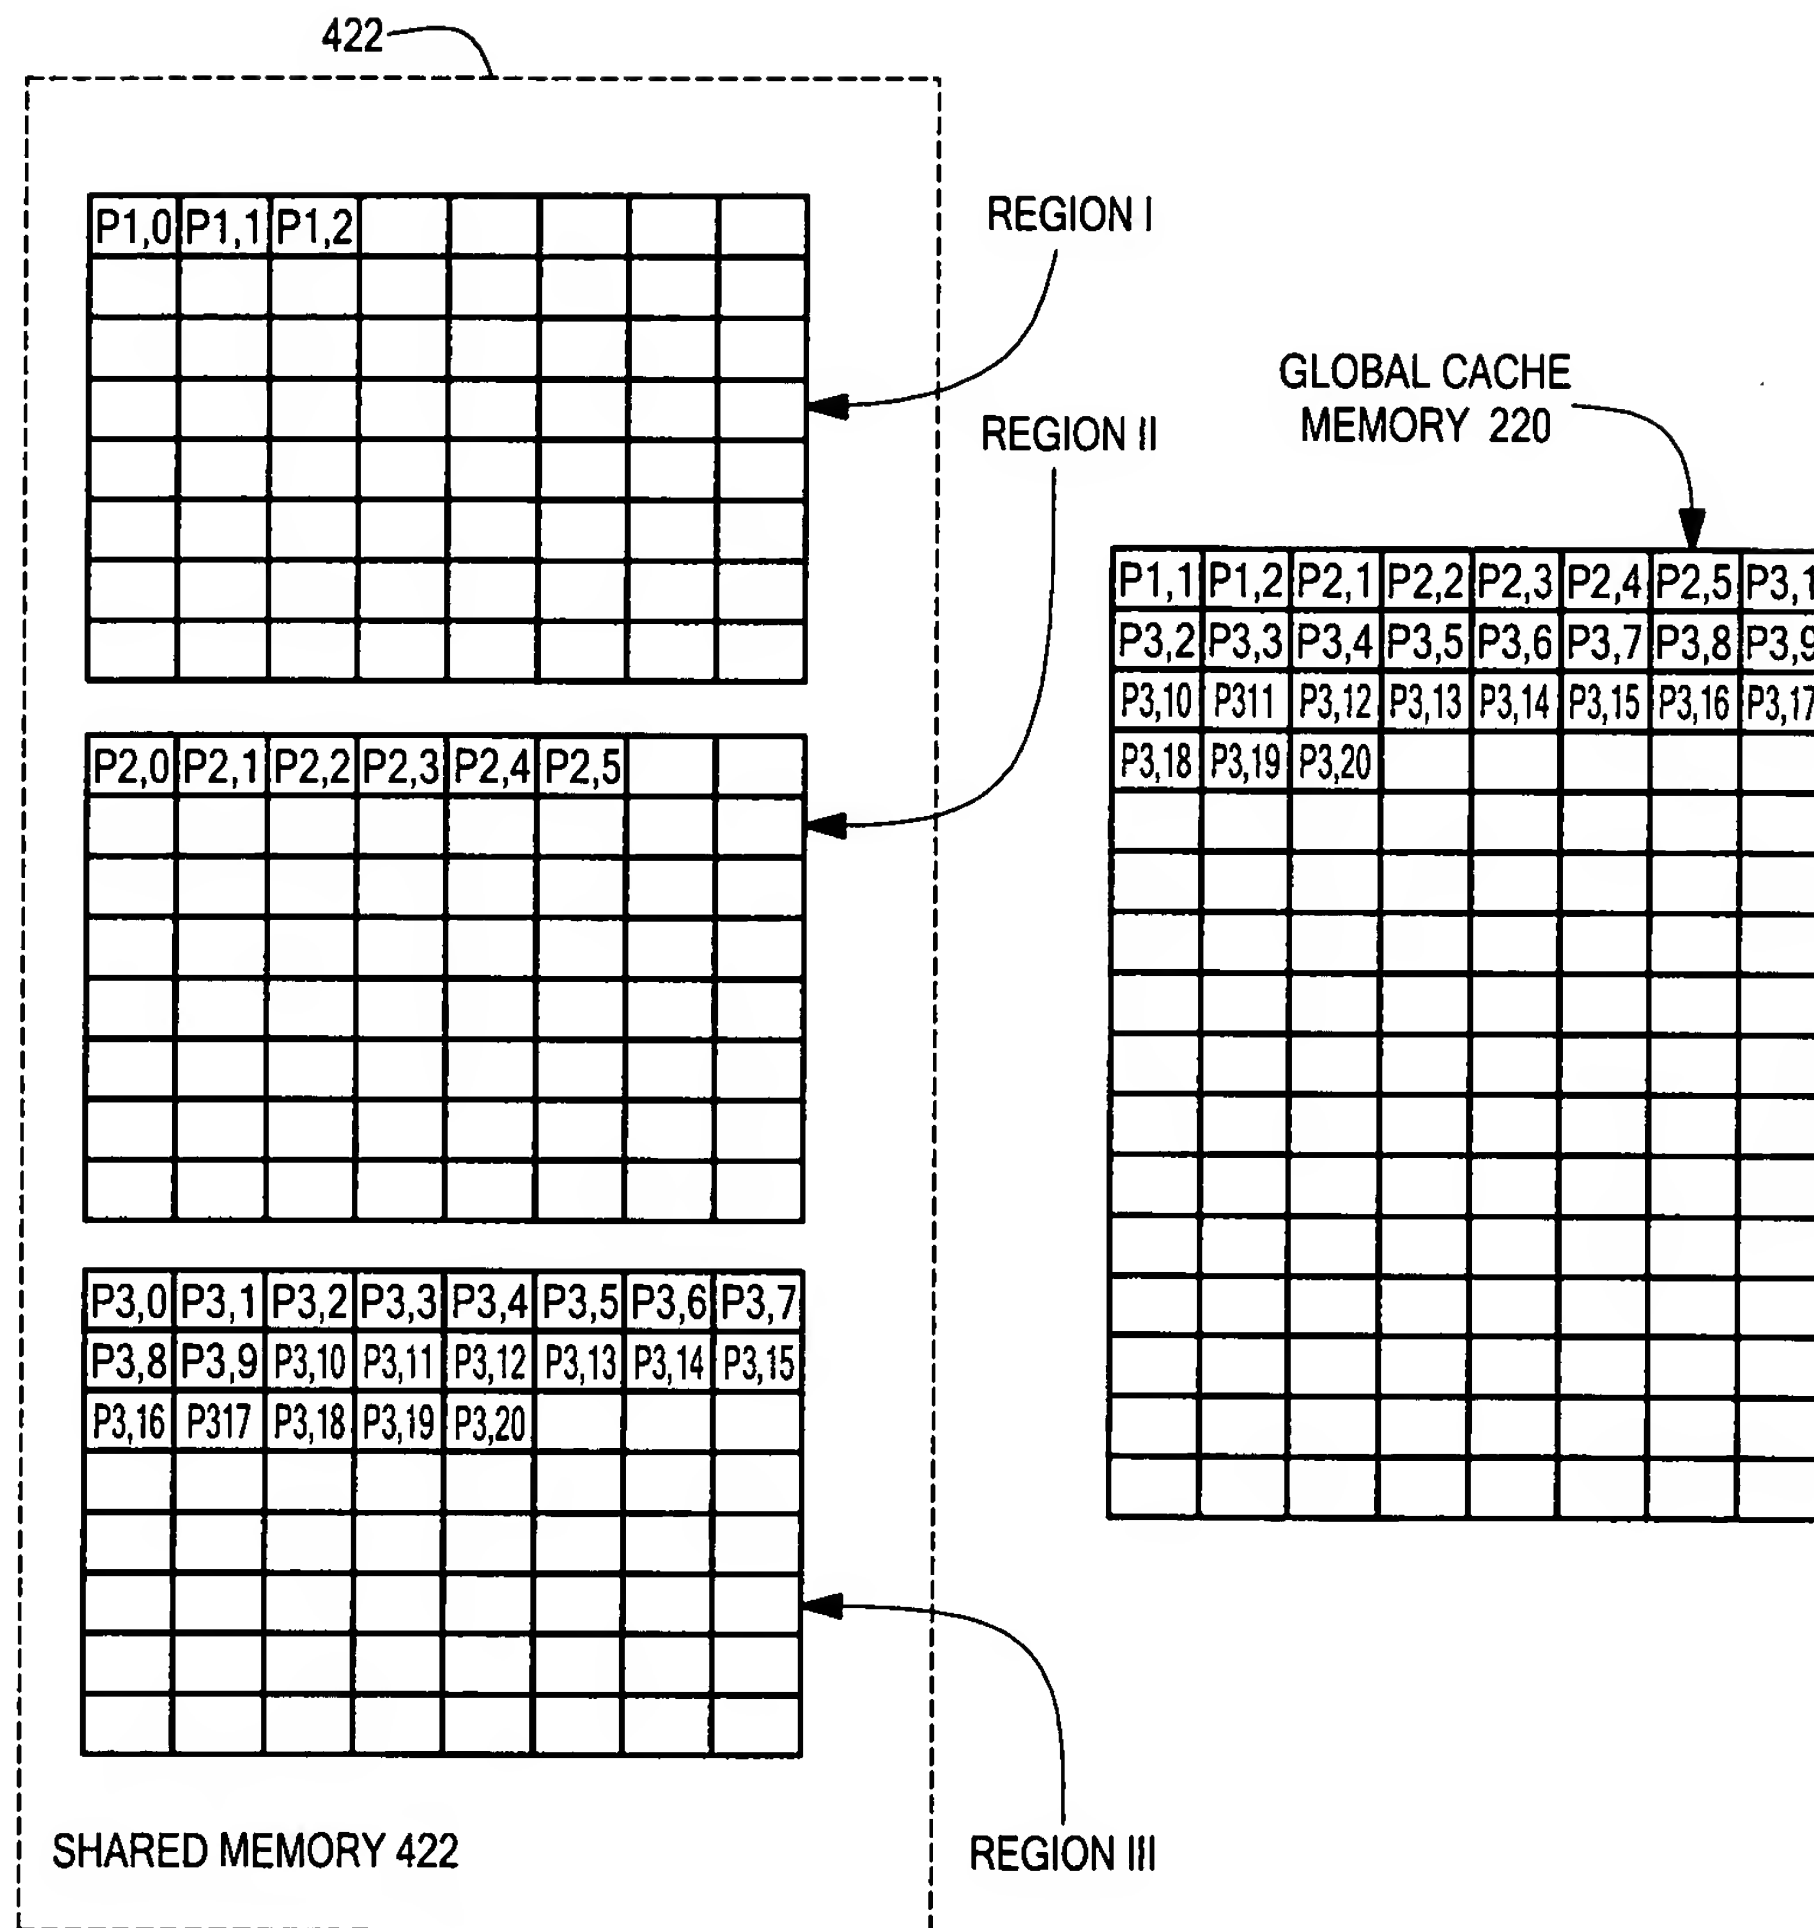 422
P1,0 P1,1 P1,2
REGION I
REGION II
P2,0 P2,1 P2,2 P2,3 P2,4 P2,5
P3,0 P3,1 P3,2 P3,3 P3,4 P3,5 P3,6 P3,7
P3,8 P3,9 P3,10 P3,11 P3,12 P3,13 P3,14 P3,15
P3,16 P317 P3,18 P3,19 P3,20
SHARED MEMORY 422
REGION III
GLOBAL CACHE
MEMORY 220
P1,1 P1,2 P2,1 P2,2 P2,3 P2,4 P2,5 P3,1
P3,2 P3,3 P3,4 P3,5 P3,6 P3,7 P3,8 P3,9
P3,10 P311 P3,12 P3,13 P3,14 P3,15 P3,16 P3,17
P3,18 P3,19 P3,20